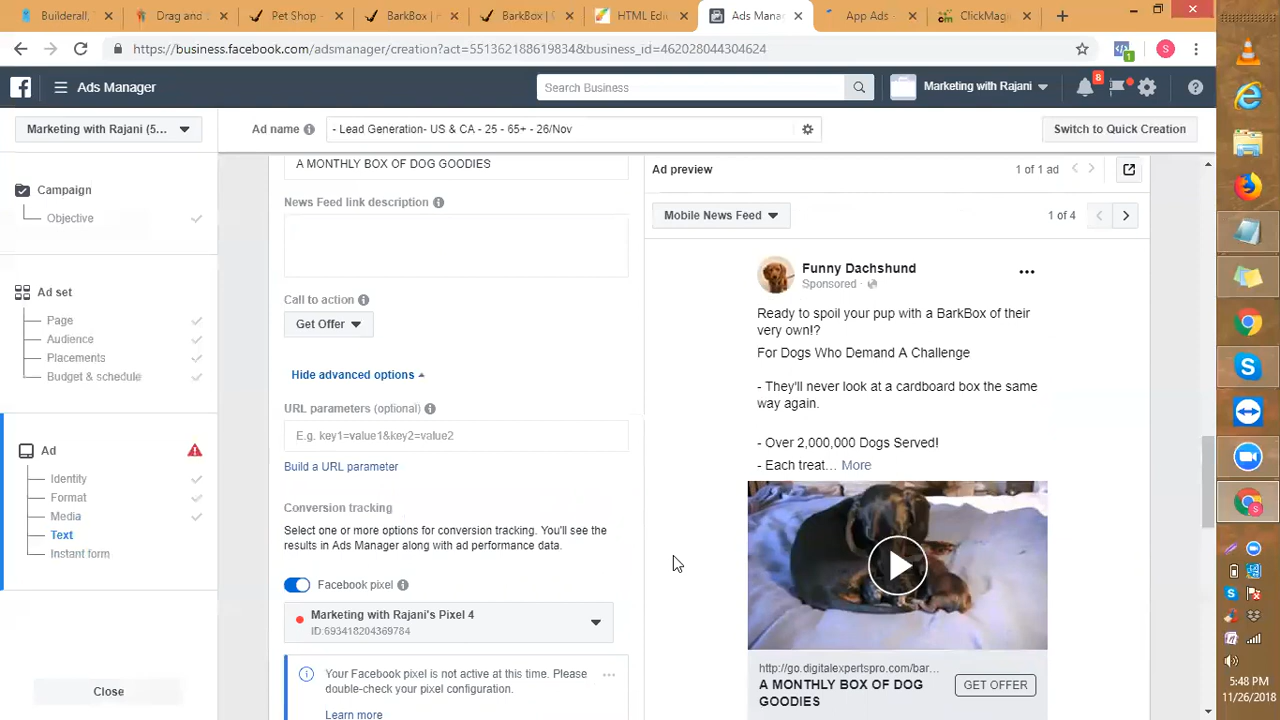 Builderall,
Drag and
Pet Shop -
BarkBox |
BarkBox |
HTML Edi
Ads Mana
App Ads -
ClickMagi
https://business.facebook.com/adsmanager/creation?act=551362188619834&business_id=462028044304624
S
Ads Manager
Search Business
Marketing with Rajani
8
Marketing with Rajani (5...
Ad name
- Lead Generation- US & CA - 25 - 65+ - 26/Nov
Switch to Quick Creation
Campaign
Objective
Ad set
Page
Audience
Placements
Budget & schedule
Ad
Identity
Format
Media
Text
Instant form
Close
A MONTHLY BOX OF DOG GOODIES
News Feed link description
Call to action
Get Offer
Hide advanced options
URL parameters (optional)
E.g. key1=value1&key2=value2
Build a URL parameter
Conversion tracking
Select one or more options for conversion tracking. You'll see the
results in Ads Manager along with ad performance data.
Facebook pixel
Marketing with Rajani's Pixel 4
ID:693418204369784
Your Facebook pixel is not active at this time. Please
double-check your pixel configuration.
Learn more
Ad preview
1 of 1 ad
Mobile News Feed
1 of 4
Funny Dachshund
Sponsored ·
Ready to spoil your pup with a BarkBox of their
very own!?
For Dogs Who Demand A Challenge
- They'll never look at a cardboard box the same
way again.
- Over 2,000,000 Dogs Served!
- Each treat… More
http://go.digitalexpertspro.com/bar...
A MONTHLY BOX OF DOG
GOODIES
GET OFFER
5:48 PM
11/26/2018